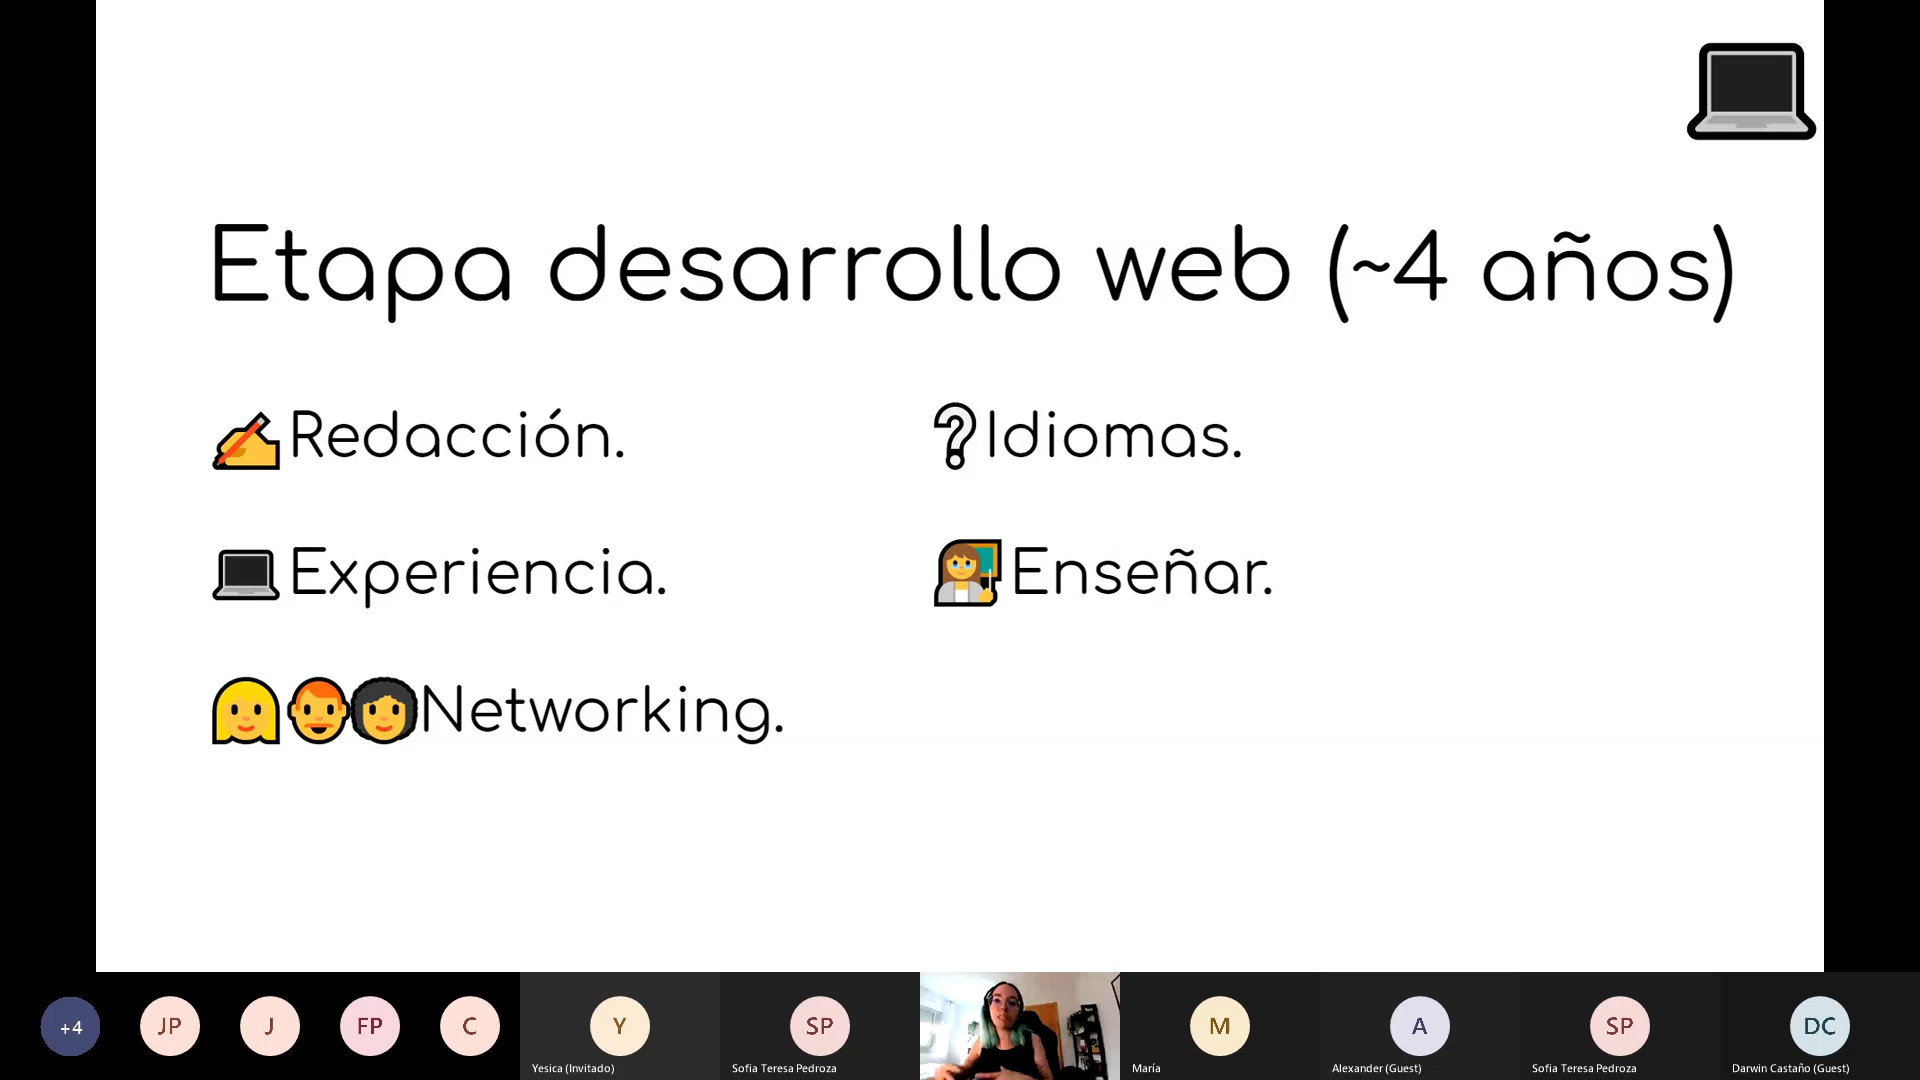 Etapa desarrollo web (~4 años)
Redacción.
Experiencia.
Networking.
Idiomas.
Enseñar.
+4
JP
J
FP
C
Y
Yesica (Invitado)
SP
Sofia Teresa Pedroza
M
María
A
Alexander (Guest)
SP
Sofia Teresa Pedroza
DC
Darwin Castaño (Guest)